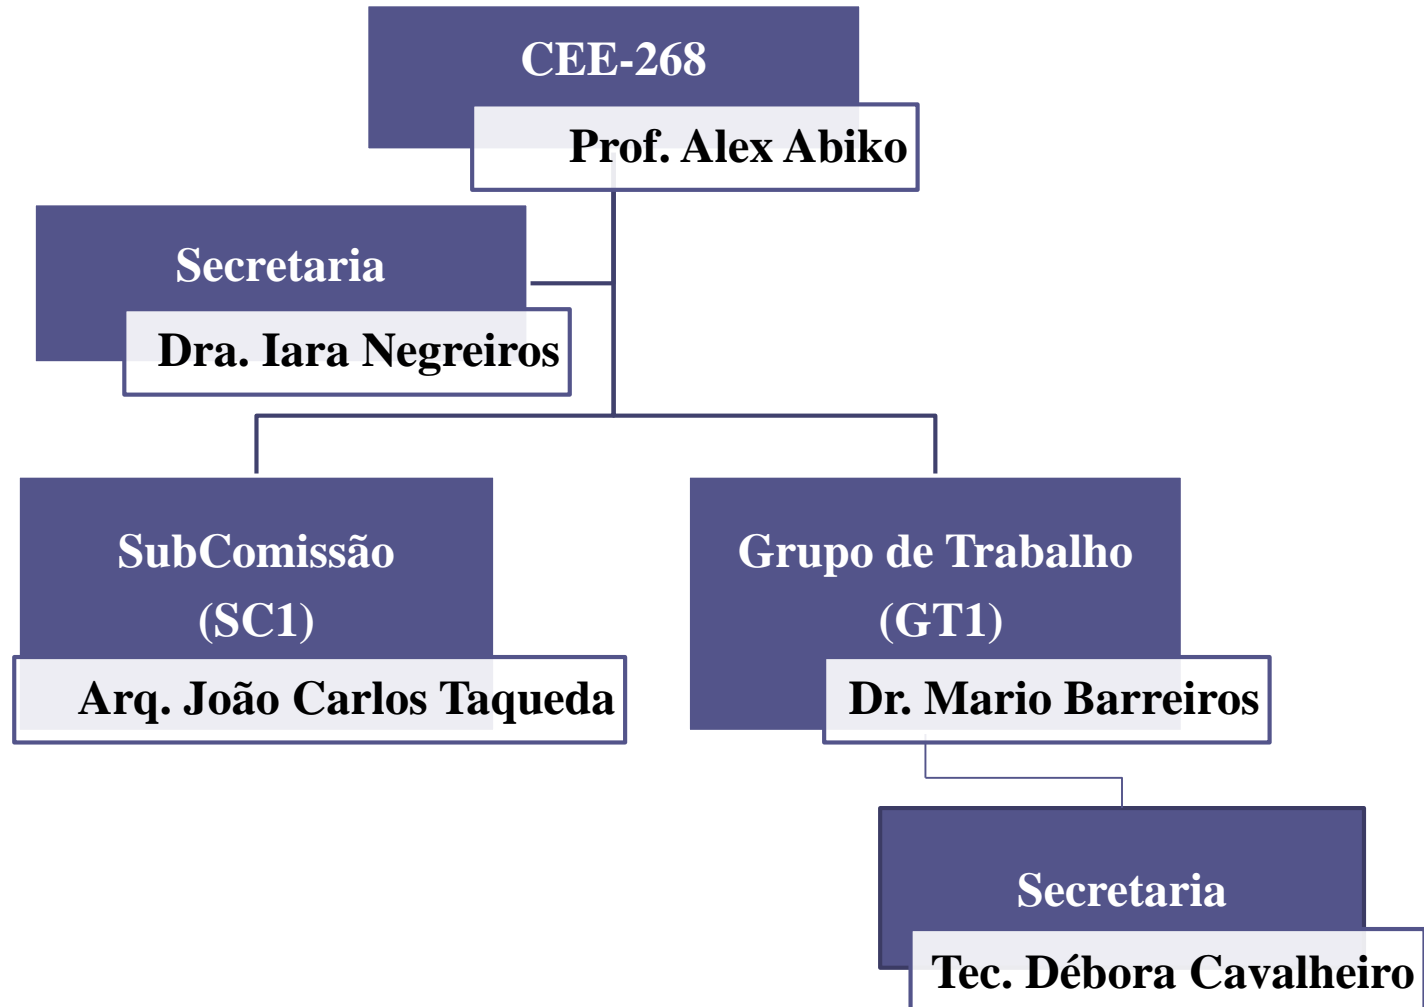 CEE-268
Prof. Alex Abiko
Secretaria
Dra. Iara Negreiros
SubComissão
(SC1)
Arq. João Carlos Taqueda
Grupo de Trabalho
(GT1)
Dr. Mario Barreiros
Secretaria
Tec. Débora Cavalheiro